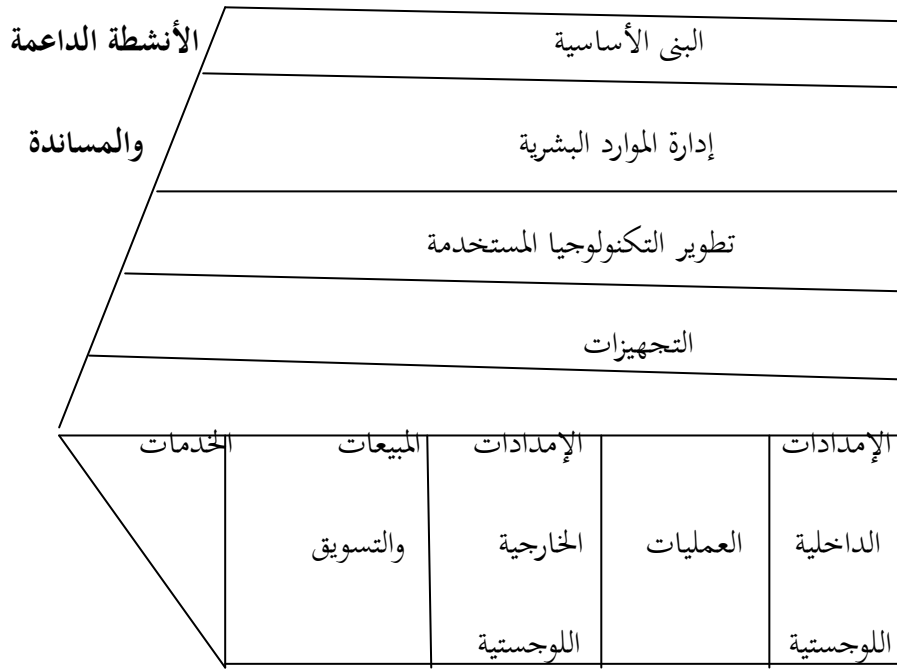 الأنشطة الداعمة
والمساندة
البنى الأساسية
إدارة الموارد البشرية
تطوير التكنولوجيا المستخدمة
التجهيزات
الإمدادات
الداخلية
اللوجستية
العمليات
الإمدادات
الخارجية
اللوجستية
المبيعات
والتسويق
الخدمات